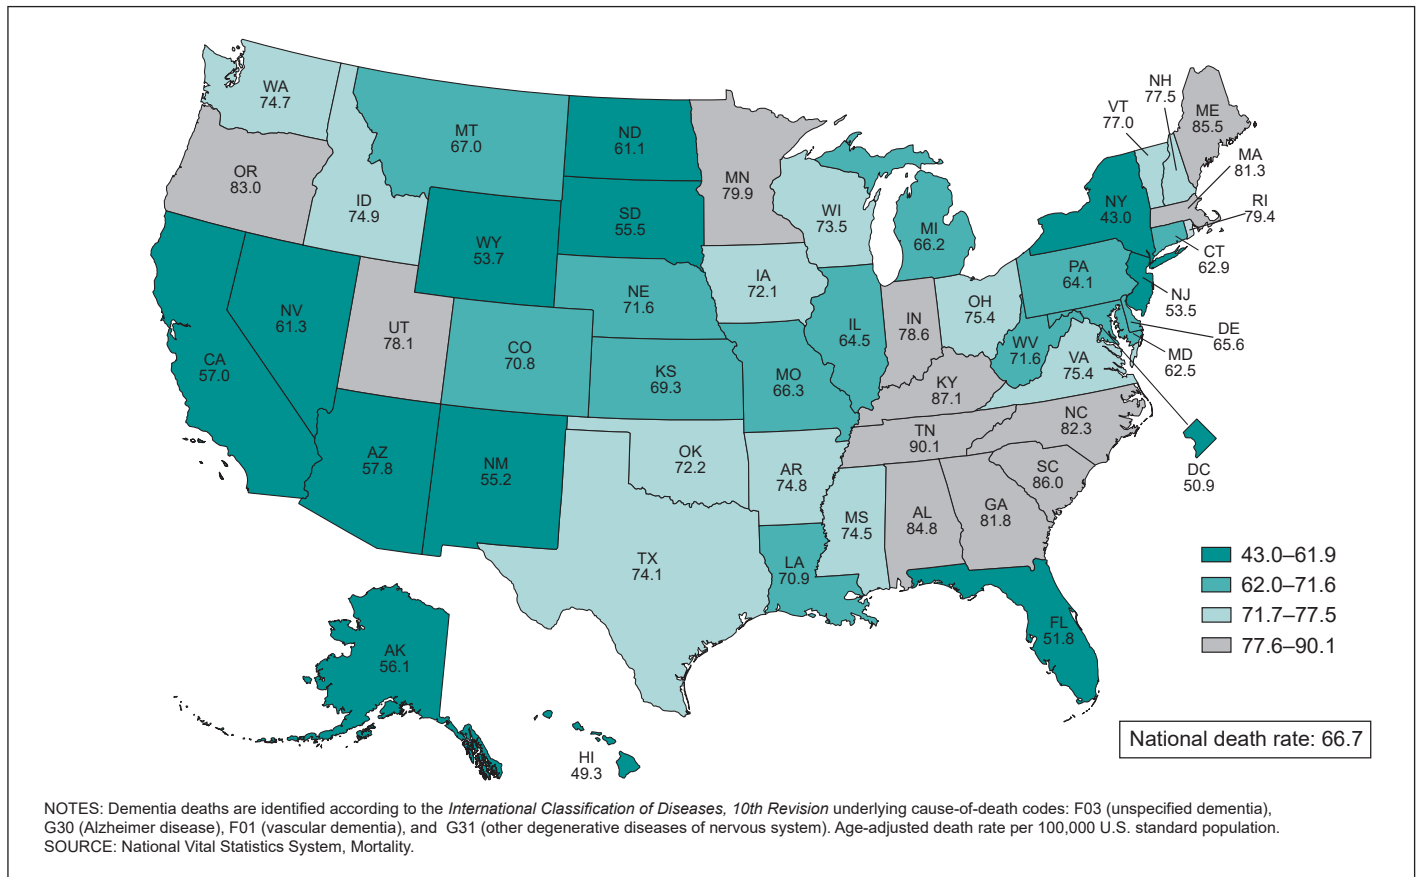 WA
74.7
OR
83.0
ID
74.9
MT
67.0
ND
61.1
SD
55.5
WY
53.7
MN
79.9
WI
73.5
MI
66.2
NV
61.3
UT
78.1
CA
57.0
CO
70.8
NE
71.6
KS
69.3
IA
72.1
MO
66.3
IL
64.5
IN
78.6
OH
75.4
KY
87.1
WV
71.6
VA
75.4
PA
64.1
NY
43.0
VT
77.0
NH
77.5
ME
85.5
MA
81.3
RI
79.4
CT
62.9
NJ
53.5
DE
65.6
MD
62.5
DC
50.9
AZ
57.8
NM
55.2
OK
72.2
TX
74.1
AR
74.8
LA
70.9
MS
74.5
AL
84.8
GA
81.8
TN
90.1
NC
82.3
SC
86.0
FL
51.8
AK
56.1
HI
49.3
43.0–61.9
62.0–71.6
71.7–77.5
77.6–90.1
National death rate: 66.7
NOTES: Dementia deaths are identified according to the International Classification of Diseases, 10th Revision underlying cause-of-death codes: F03 (unspecified dementia),
G30 (Alzheimer disease), F01 (vascular dementia), and G31 (other degenerative diseases of nervous system). Age-adjusted death rate per 100,000 U.S. standard population.
SOURCE: National Vital Statistics System, Mortality.